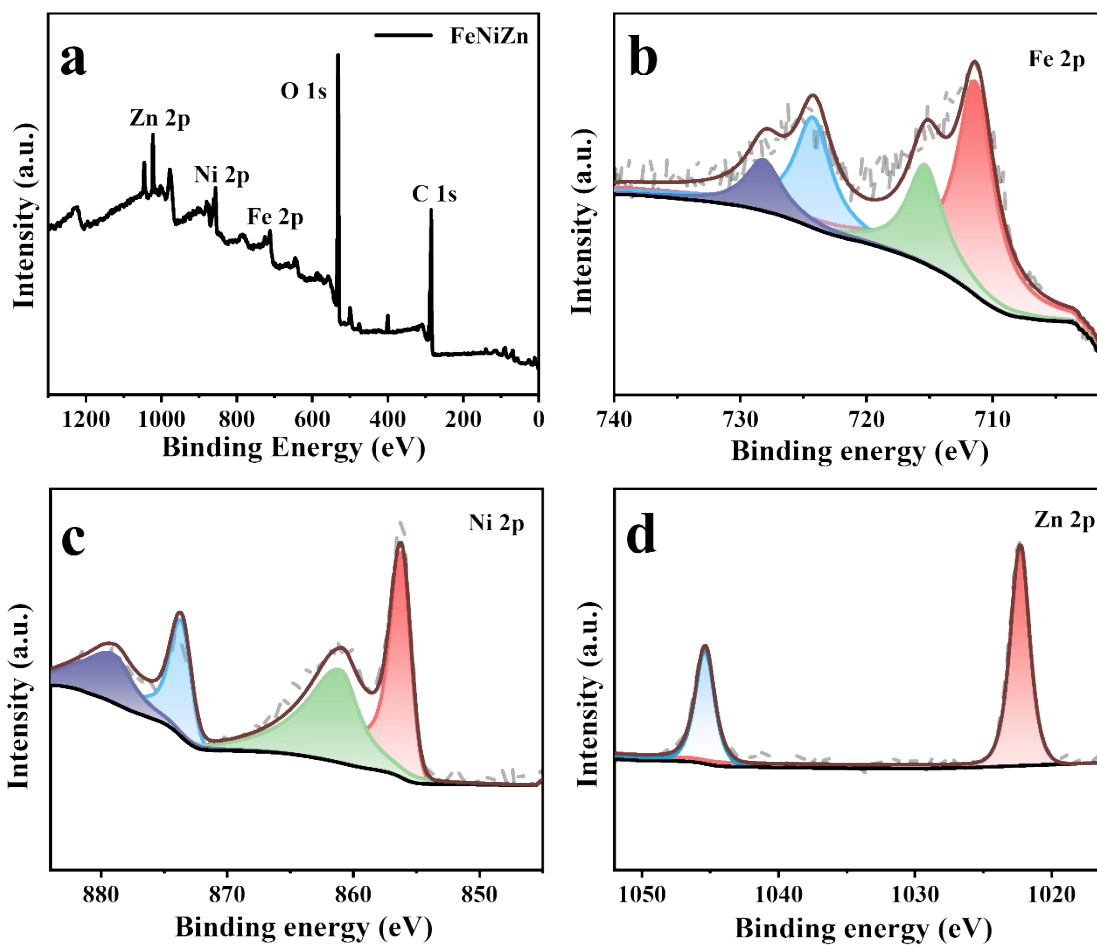 a
FeNiZn
O 1s
Zn 2p
Ni 2p
Fe 2p
C 1s
Intensity (a.u.)
1200 1000 800 600 400 200 0
Binding Energy (eV)
b
Fe 2p
Intensity (a.u.)
740 730 720 710
Binding energy (eV)
c
Ni 2p
Intensity (a.u.)
880 870 860 850
Binding energy (eV)
d
Zn 2p
Intensity (a.u.)
1050 1040 1030 1020
Binding energy (eV)